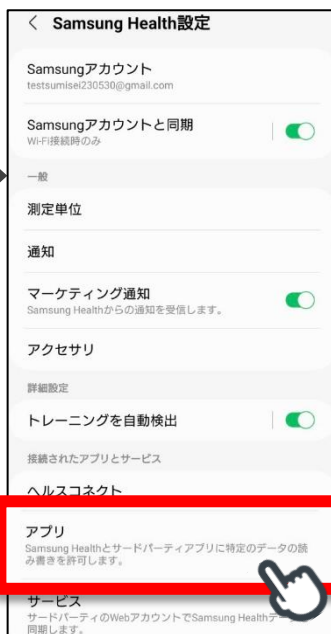 < Samsung Health設定
Samsungアカウント
testsumisei230530@gmail.com
Samsungアカウントと同期
Wi-Fi接続時のみ
一般
測定単位
通知
マーケティング通知
Samsung Healthからの通知を受信します。
アクセサリ
詳細設定
トレーニングを自動検出
接続されたアプリとサービス
ヘルスコネクト
アプリ
Samsung Healthとサードパーティアプリに特定のデータの読
み書きを許可します。
サービス
サードパーティのWebアカウントでSamsung Healthデー
同期します。